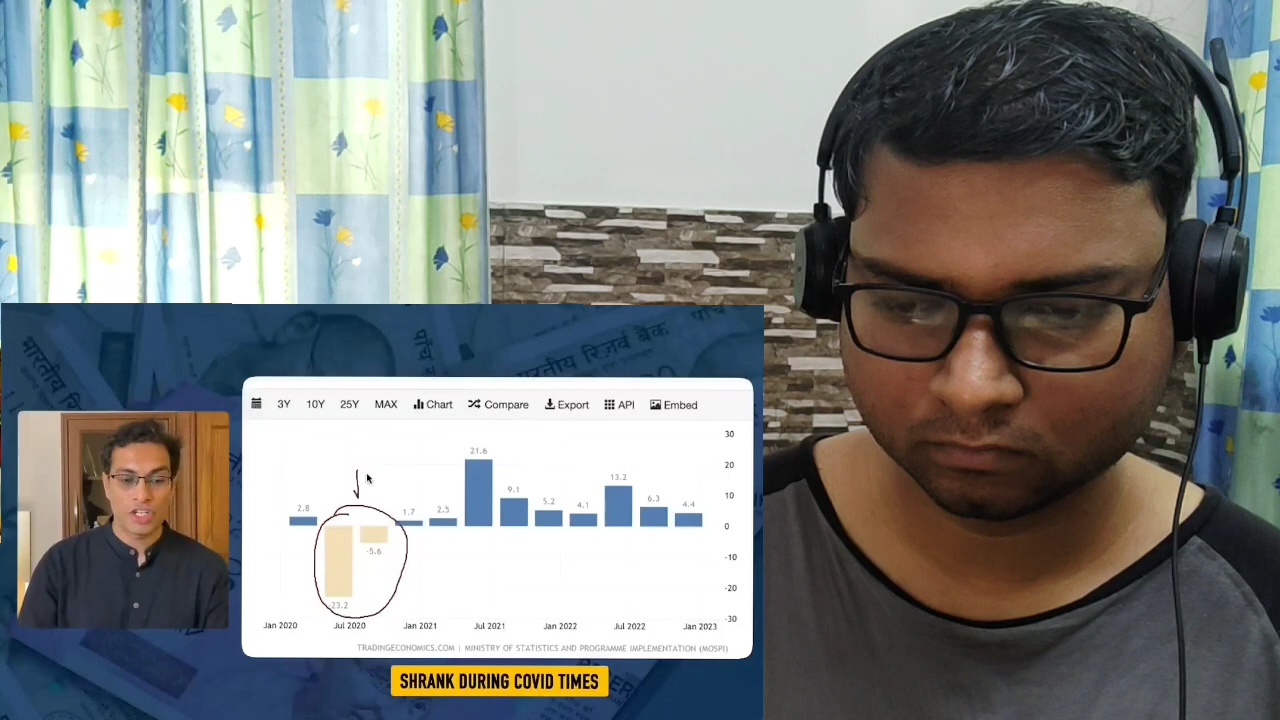 मारतीय रि
पाँच
भारतीय रिज़र्व बैंक
3Y 10Y 25Y MAX Chart Compare Export API Embed
30
21.6
20
13.2
9.1
10
2.8 1.7 2.5 5.2 4.1 6.3 4.4
0
-5.6
-10
-20
-23.2
-30
Jan 2020 Jul 2020 Jan 2021 Jul 2021 Jan 2022 Jul 2022 Jan 2023
TRADINGECONOMICS.COM | MINISTRY OF STATISTICS AND PROGRAMME IMPLEMENTATION (MOSPI)
SHRANK DURING COVID TIMES